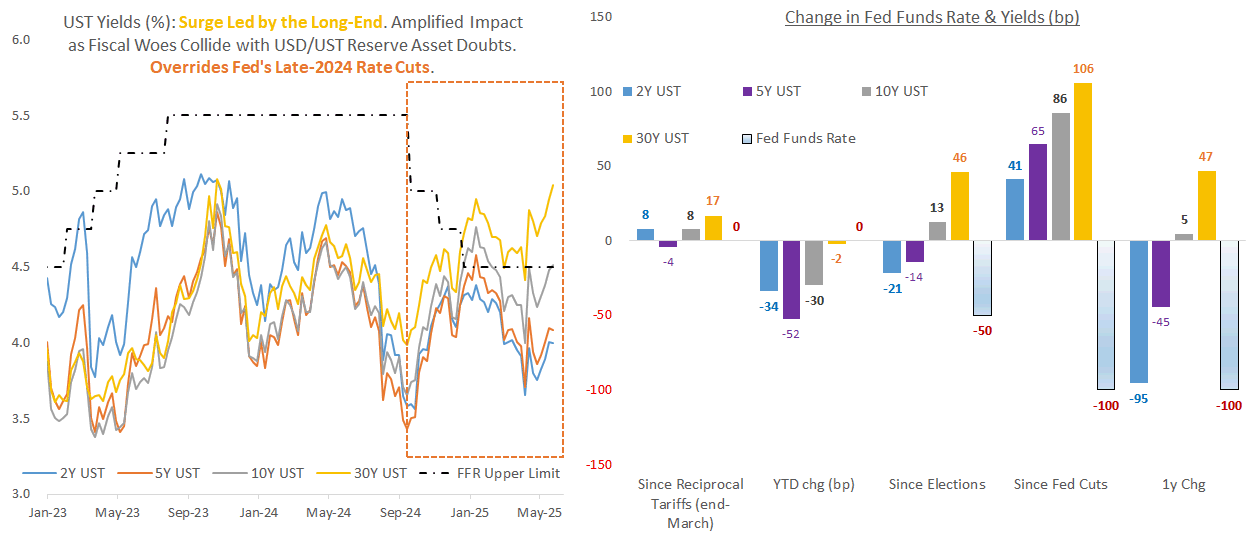 UST Yields (%): Surge Led by the Long-End. Amplified Impact
as Fiscal Woes Collide with USD/UST Reserve Asset Doubts.
Overrides Fed's Late-2024 Rate Cuts.
6.0
5.5
5.0
4.5
4.0
3.5
3.0
2Y UST
5Y UST
10Y UST
30Y UST
FFR Upper Limit
Jan-23
May-23
Sep-23
Jan-24
May-24
Sep-24
Jan-25
May-25
Change in Fed Funds Rate & Yields (bp)
150
100
50
0
-50
-100
-150
2Y UST
5Y UST
10Y UST
30Y UST
Fed Funds Rate
8
-4
8
17
0
-34
-52
-30
-2
0
-21
-14
13
46
-50
41
65
86
106
-100
-95
-45
5
47
-100
Since Reciprocal
Tariffs (end-
March)
YTD chg (bp)
Since Elections
Since Fed Cuts
1y Chg